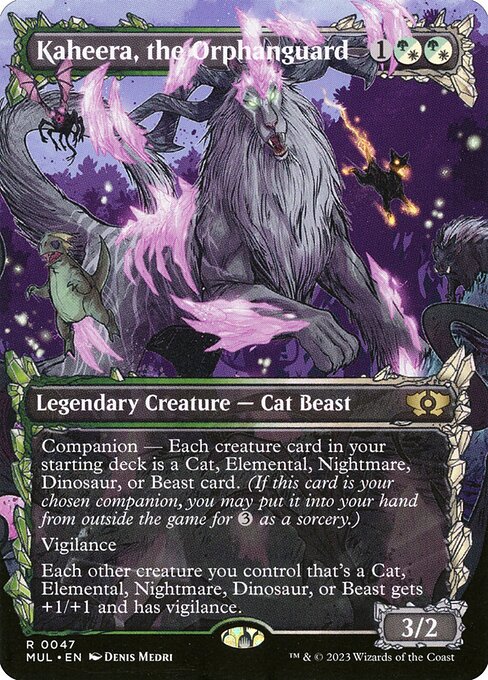 Kaheera, the Orphanguard 1
Legendary Creature — Cat Beast
Companion — Each creature card in your
starting deck is a Cat, Elemental, Nightmare,
Dinosaur, or Beast card. (If this card is your
chosen companion, you may put it into your hand
from outside the game for 3 as a sorcery.)
Vigilance
Each other creature you control that's a Cat,
Elemental, Nightmare, Dinosaur, or Beast gets
+1/+1 and has vigilance.
3/2
R 0047
MUL • EN DENIS MEDRI
™ & © 2023 Wizards of the Coast